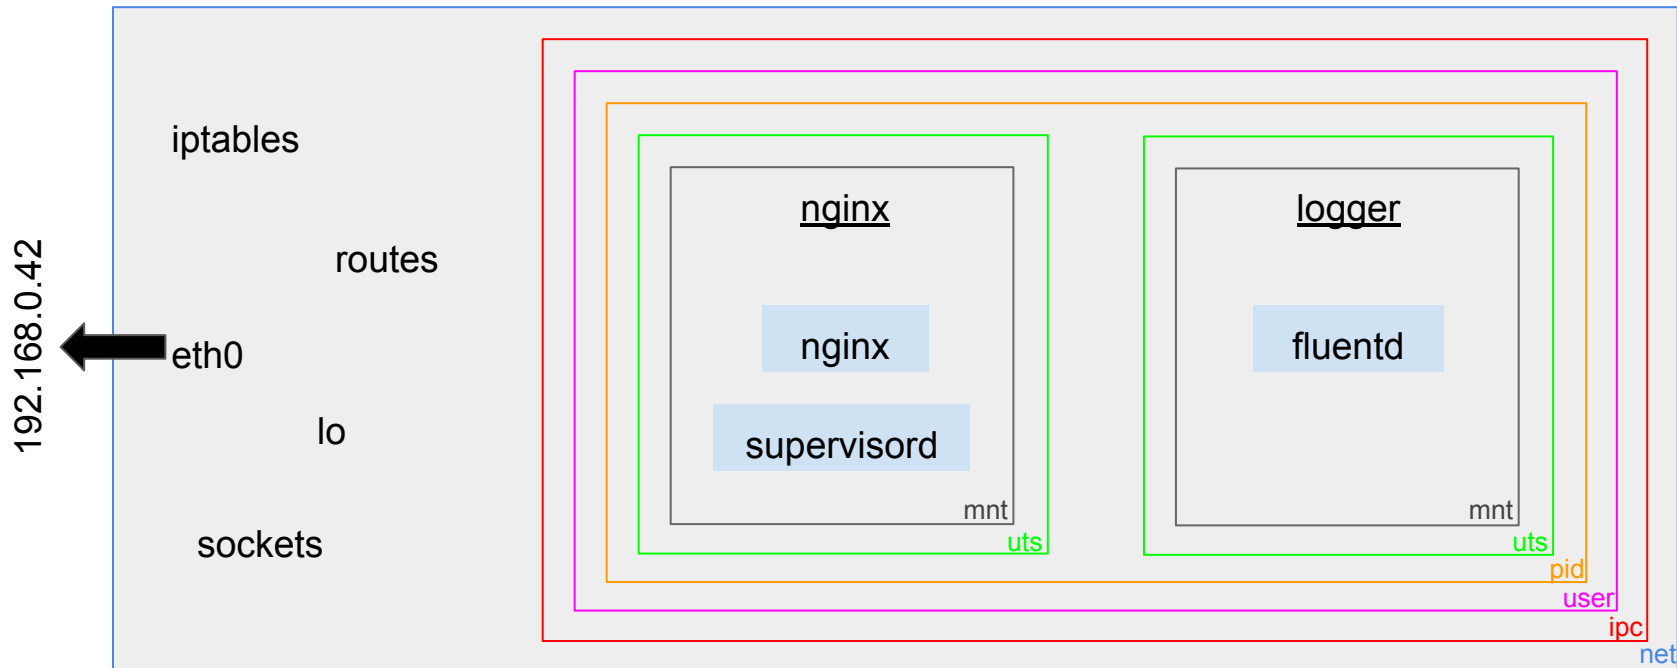 192.168.0.42
iptables
routes
eth0
lo
sockets
nginx
nginx
supervisord
mnt
uts
logger
fluentd
mnt
uts
pid
user
ipc
net